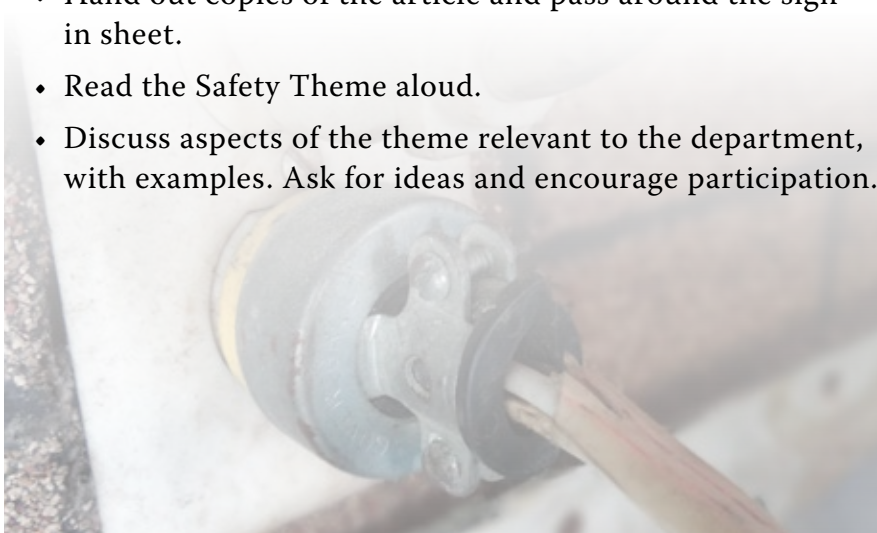 • Hand out copies of the article and pass around the sign
in sheet.
• Read the Safety Theme aloud.
• Discuss aspects of the theme relevant to the department,
with examples. Ask for ideas and encourage participation.